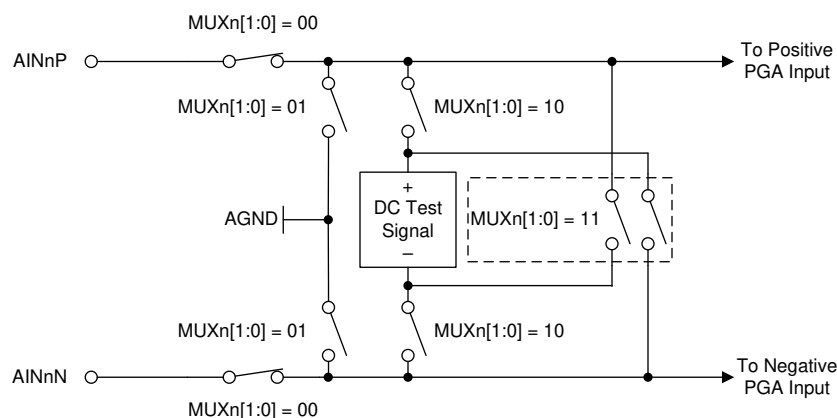 MUXn[1:0] = 00
AINnP
To Positive
PGA Input
MUXn[1:0] = 01
MUXn[1:0] = 10
+
DC Test
Signal
–
AGND
MUXn[1:0] = 11
MUXn[1:0] = 01
MUXn[1:0] = 10
AINnN
To Negative
PGA Input
MUXn[1:0] = 00